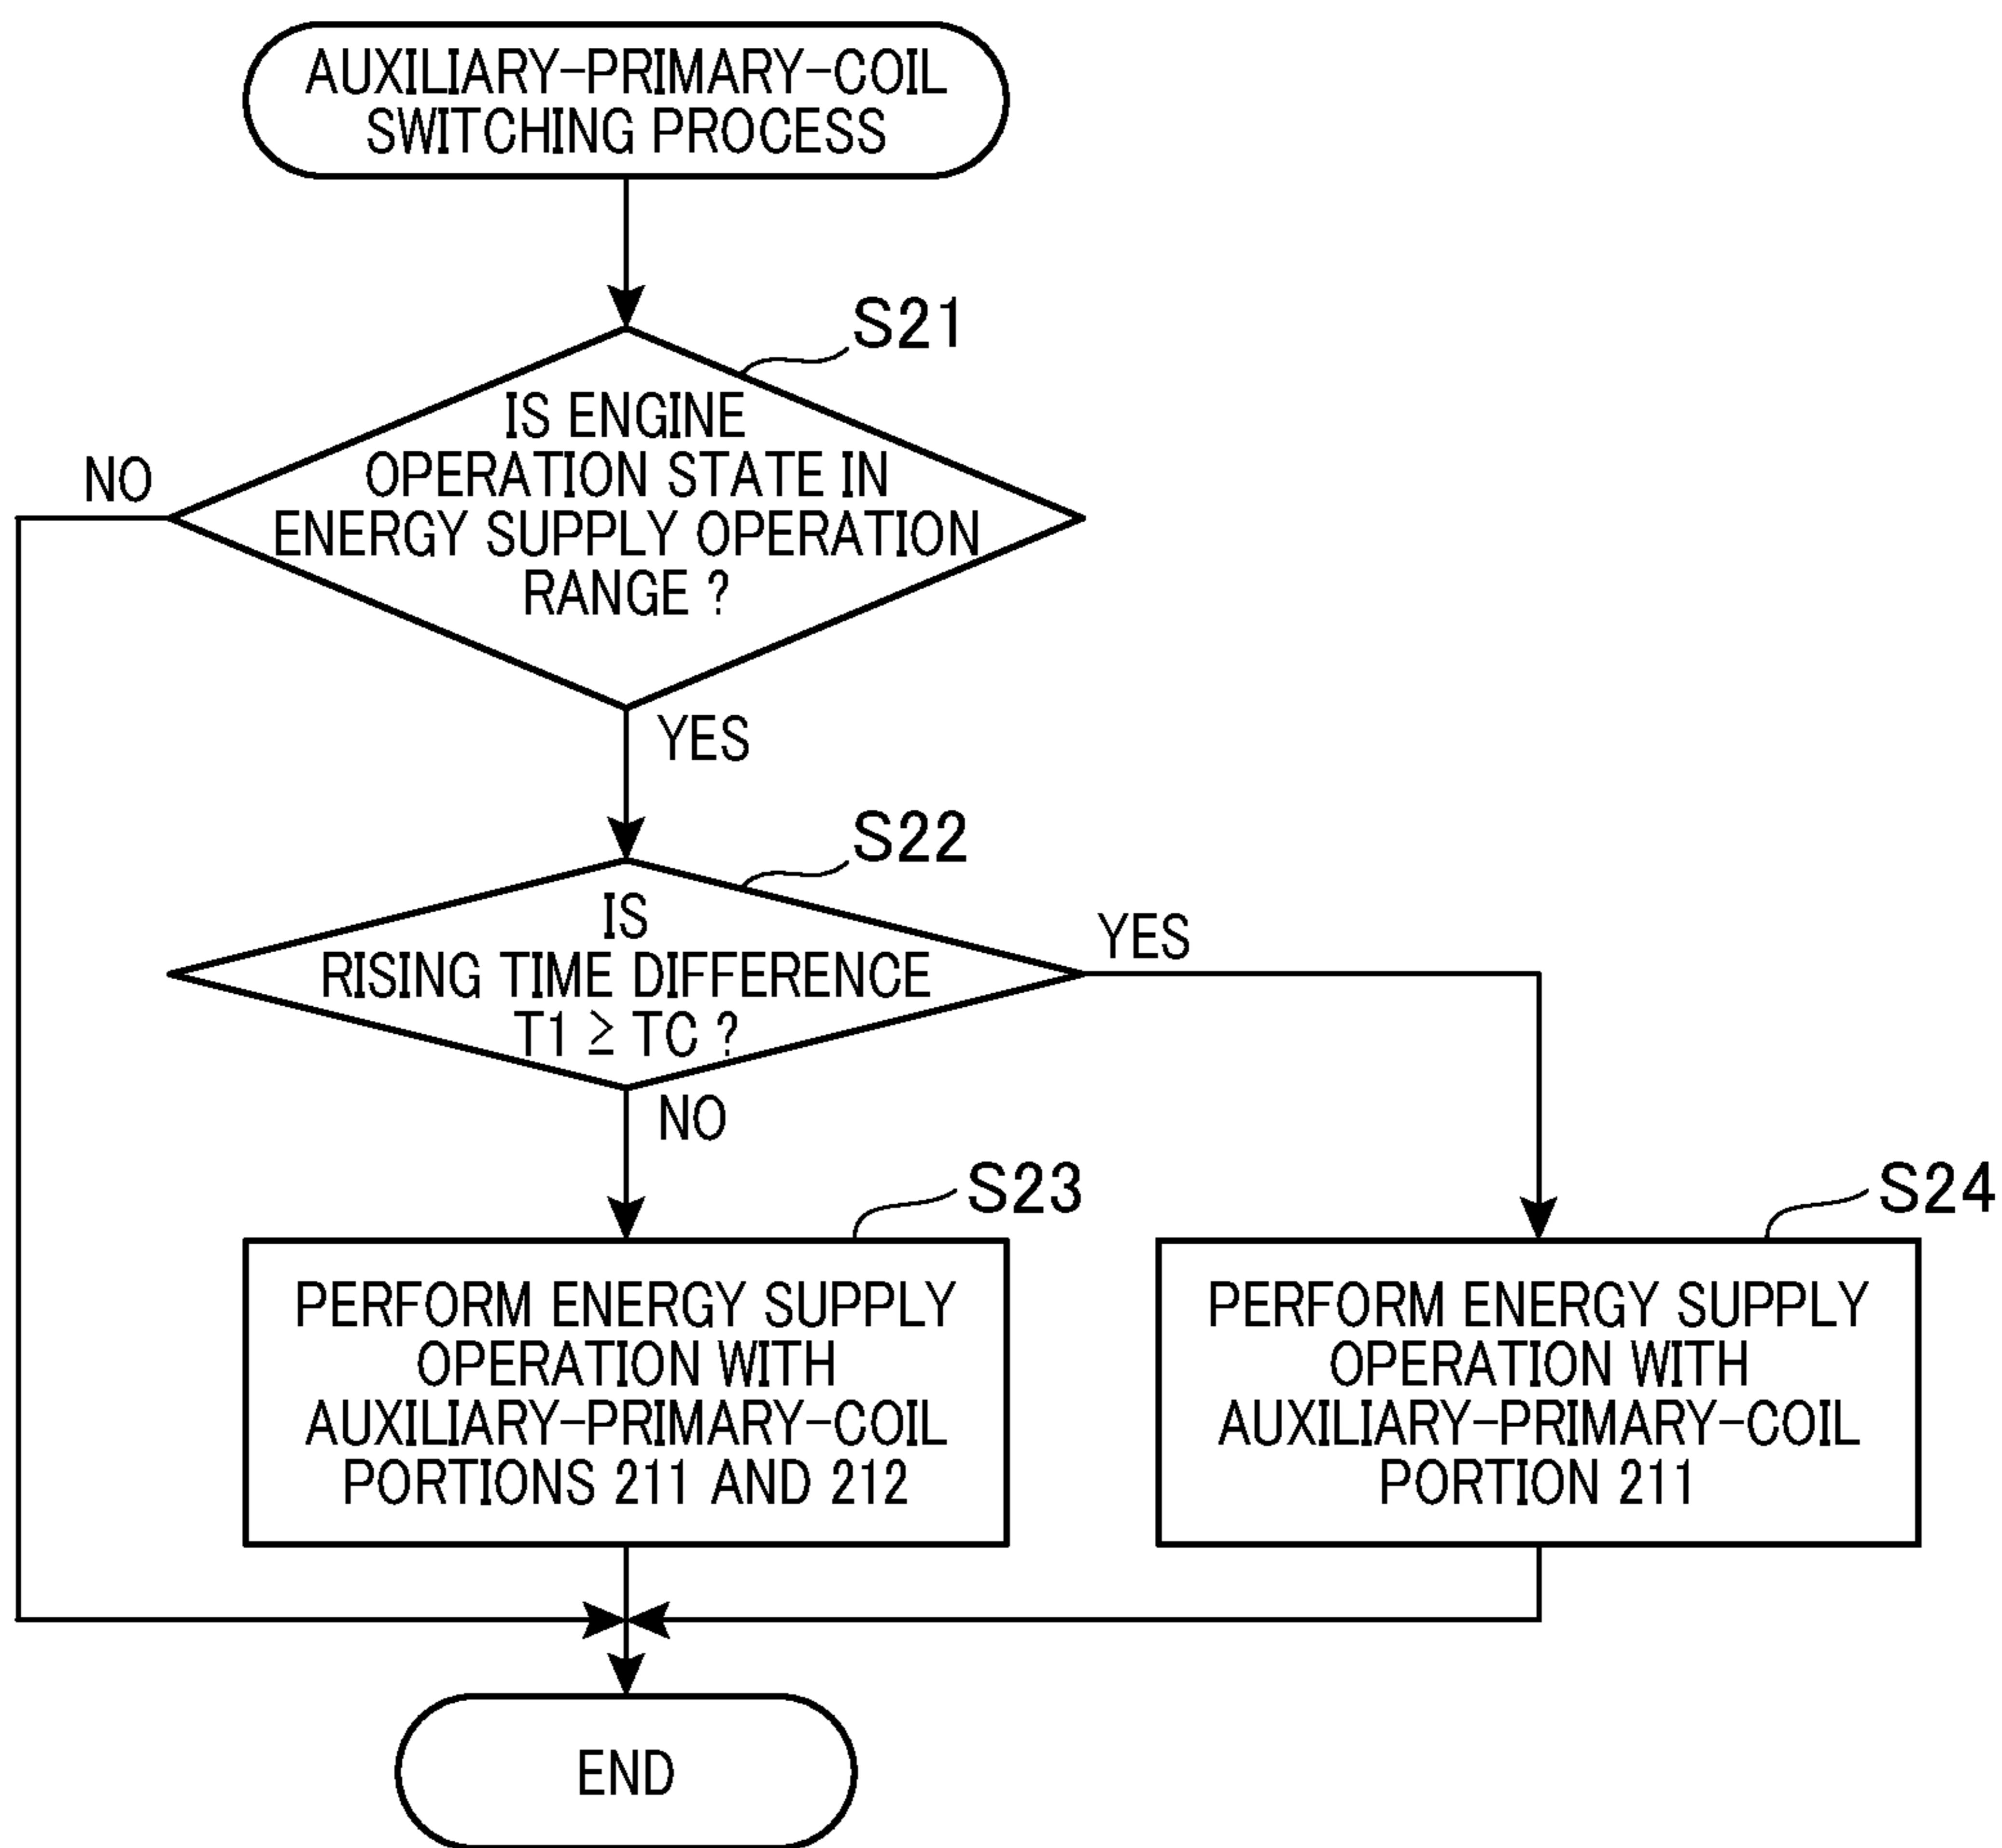 AUXILIARY-PRIMARY-COIL
SWITCHING PROCESS
S21
IS ENGINE
OPERATION STATE IN
ENERGY SUPPLY OPERATION
RANGE ?
NO
YES
S22
IS
RISING TIME DIFFERENCE
T1 ≥ TC ?
YES
NO
S23
PERFORM ENERGY SUPPLY
OPERATION WITH
AUXILIARY-PRIMARY-COIL
PORTIONS 211 AND 212
S24
PERFORM ENERGY SUPPLY
OPERATION WITH
AUXILIARY-PRIMARY-COIL
PORTION 211
END